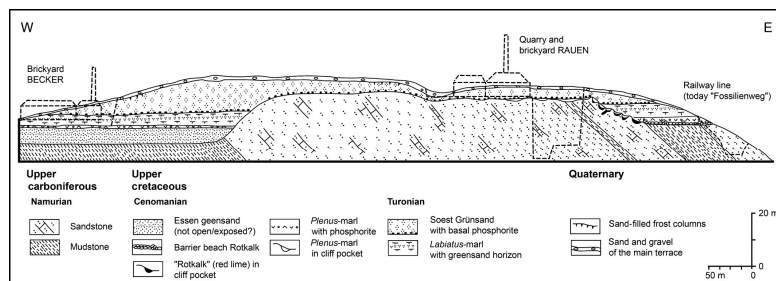 W
E
Brickyard
BECKER
Quarry and
brickyard RAUEN
Railway line
(today "Fossilienweg")
Upper
carboniferous
Upper
cretaceous
Quaternary
Namurian
Cenomanian
Turonian
Sandstone
Mudstone
Essen geensand
(not open/exposed?)
Barrier beach Rotkalk
"Rotkalk" (red lime) in
cliff pocket
Plenus-marl
with phosphorite
Plenus-marl
in cliff pocket
Soest Grünsand
with basal phosphorite
Labiatus-marl
with greensand horizon
Sand-filled frost columns
Sand and gravel
of the main terrace
20 m
0
50 m